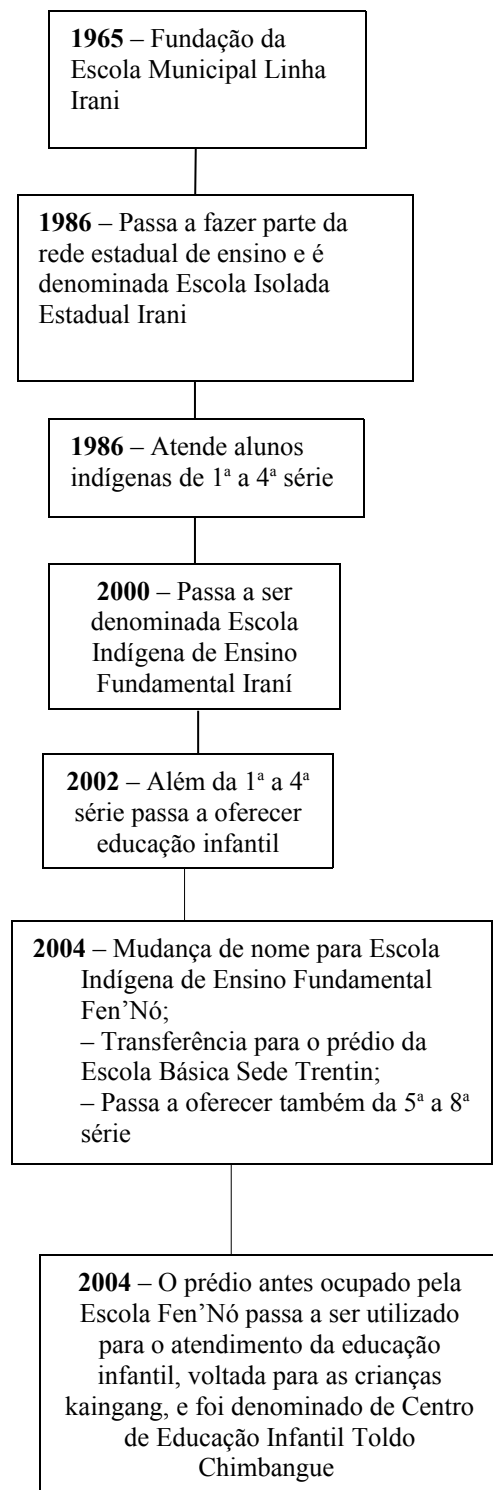 1965 – Fundação da
Escola Municipal Linha
Irani
1986 – Passa a fazer parte da
rede estadual de ensino e é
denominada Escola Isolada
Estadual Irani
1986 – Atende alunos
indígenas de 1ª a 4ª série
2000 – Passa a ser
denominada Escola
Indígena de Ensino
Fundamental Iraní
2002 – Além da 1ª a 4ª
série passa a oferecer
educação infantil
2004 – Mudança de nome para Escola
Indígena de Ensino Fundamental
Fen’Nó;
– Transferência para o prédio da
Escola Básica Sede Trentin;
– Passa a oferecer também da 5ª a 8ª
série
2004 – O prédio antes ocupado pela
Escola Fen’Nó passa a ser utilizado
para o atendimento da educação
infantil, voltada para as crianças
kaingang, e foi denominado de Centro
de Educação Infantil Toldo
Chimbangue